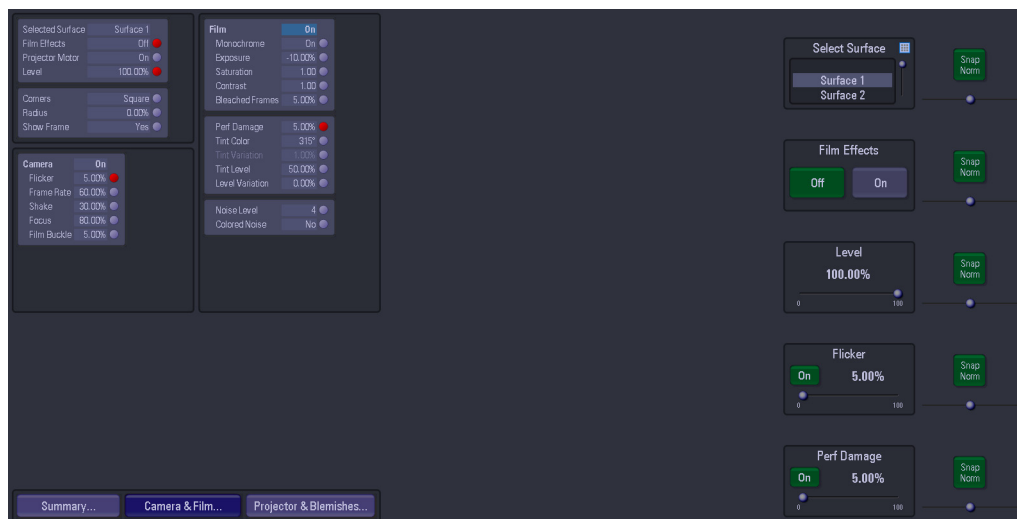 Selected Surface Surface 1
Film Effects Off
Projector Motor On
Level 100.00%
Corners Square
Radius 0.00%
Show Frame Yes
Camera On
Flicker 5.00%
Frame Rate 60.00%
Shake 30.00%
Focus 80.00%
Film Buckle 5.00%
Film On
Monochrome On
Exposure -10.00%
Saturation 1.00
Contrast 1.00
Bleached Frames 5.00%
Perf Damage 5.00%
Tint Color 315°
Tint Variation 1.00%
Tint Level 50.00%
Level Variation 0.00%
Noise Level 4
Colored Noise No
Select Surface
Surface 1
Surface 2
Snap
Norm
Film Effects
Off On
Snap
Norm
Level
100.00%
0 100
Snap
Norm
Flicker
On 5.00%
0 100
Snap
Norm
Perf Damage
On 5.00%
0 100
Snap
Norm
Summary... Camera & Film... Projector & Blemishes...